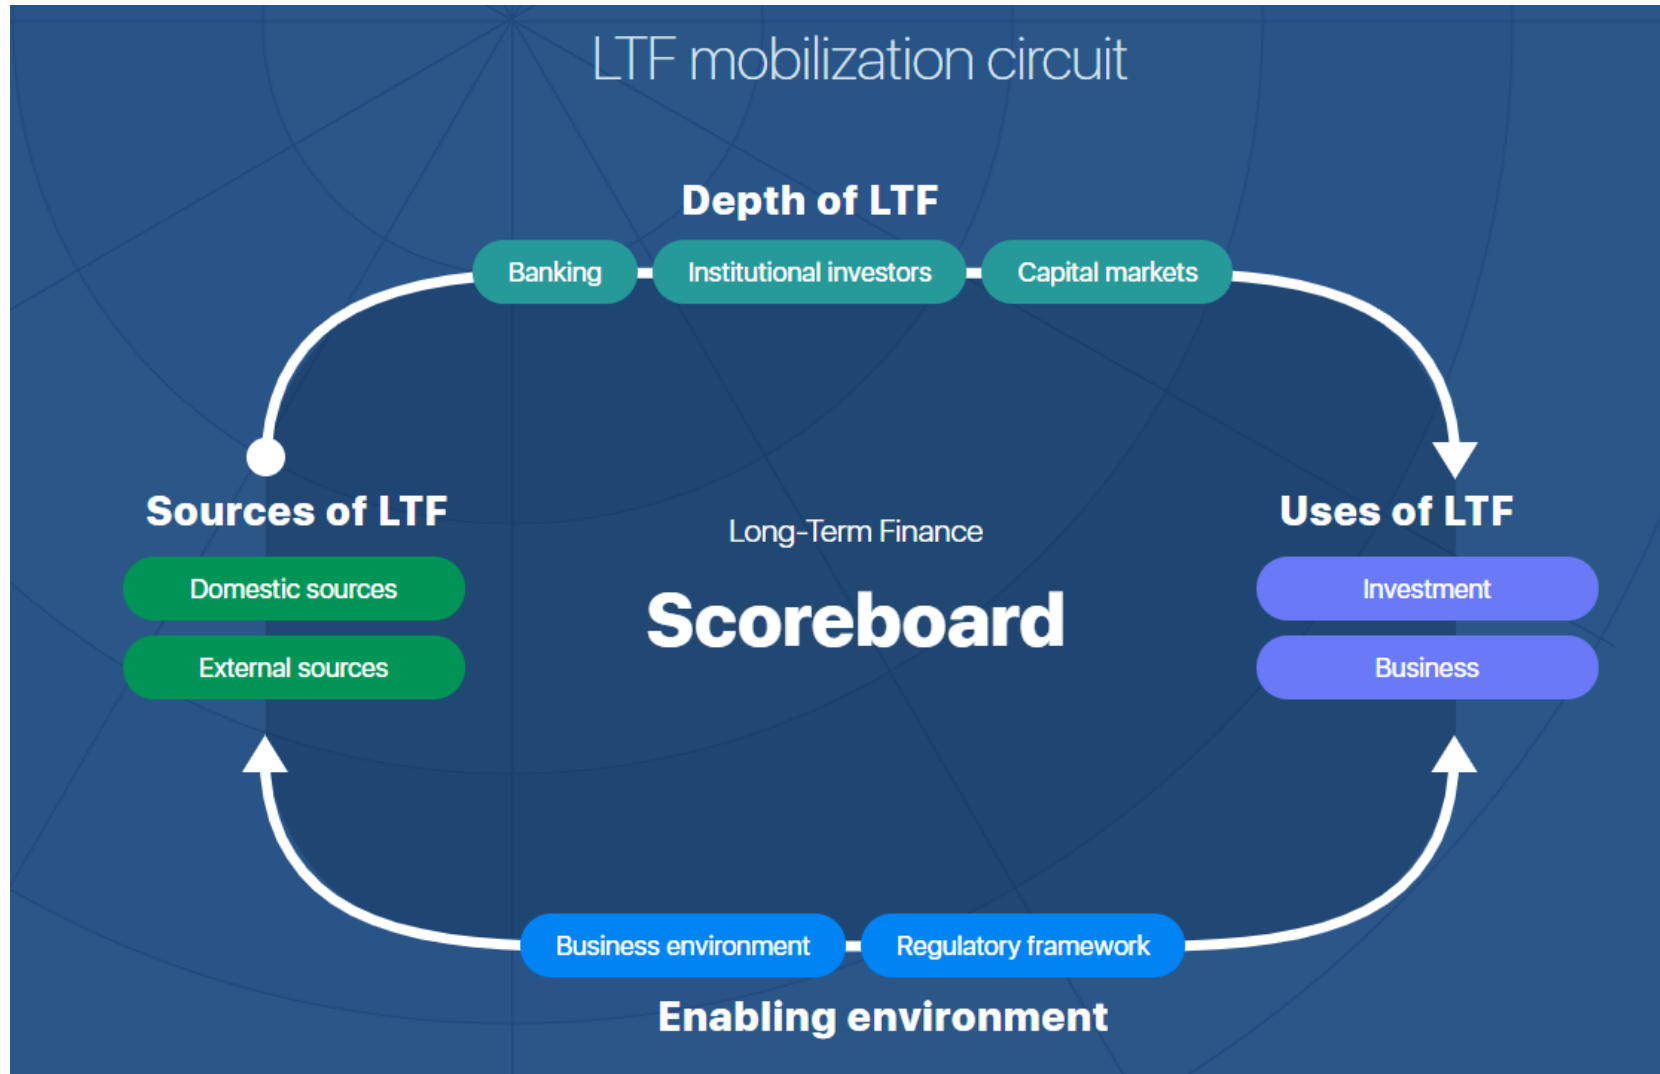 LTF mobilization circuit
Depth of LTF
Banking
Institutional investors
Capital markets
Sources of LTF
Domestic sources
External sources
Long-Term Finance
Scoreboard
Uses of LTF
Investment
Business
Business environment
Regulatory framework
Enabling environment